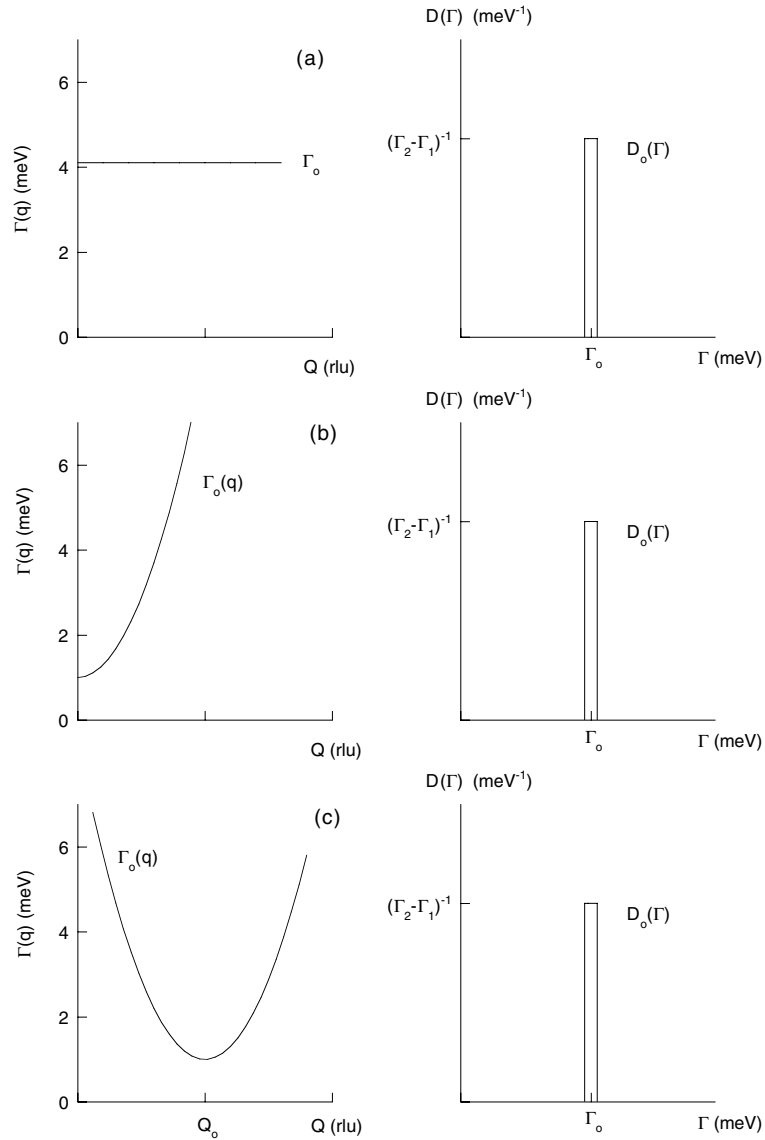 (a)
Γ(q) (meV)
6
4
2
0
Γₒ
Q (rlu)
D(Γ) (meV⁻¹)
(Γ₂-Γ₁)⁻¹
Dₒ(Γ)
Γₒ
Γ (meV)
(b)
Γ(q) (meV)
6
4
2
0
Γₒ(q)
Q (rlu)
D(Γ) (meV⁻¹)
(Γ₂-Γ₁)⁻¹
Dₒ(Γ)
Γₒ
Γ (meV)
(c)
Γ(q) (meV)
6
4
2
0
Γₒ(q)
Qₒ
Q (rlu)
D(Γ) (meV⁻¹)
(Γ₂-Γ₁)⁻¹
Dₒ(Γ)
Γₒ
Γ (meV)